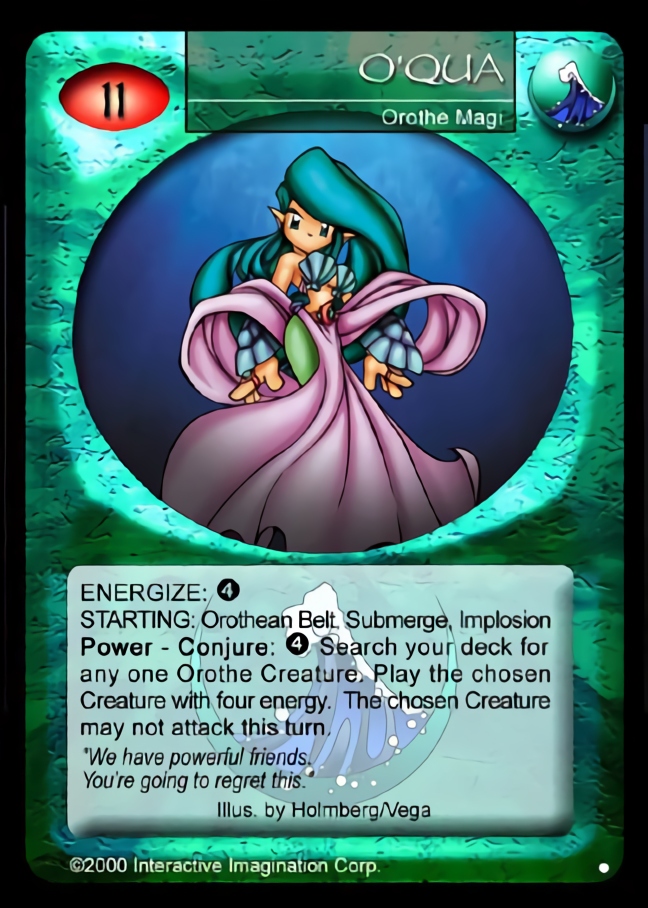 11
O'QUA
Orothe Magi
ENERGIZE: 4
STARTING: Orothean Belt, Submerge, Implosion
Power - Conjure: 4 Search your deck for
any one Orothe Creature. Play the chosen
Creature with four energy. The chosen Creature
may not attack this turn.
"We have powerful friends.
You're going to regret this."
Illus. by Holmberg/Vega
©2000 Interactive Imagination Corp.